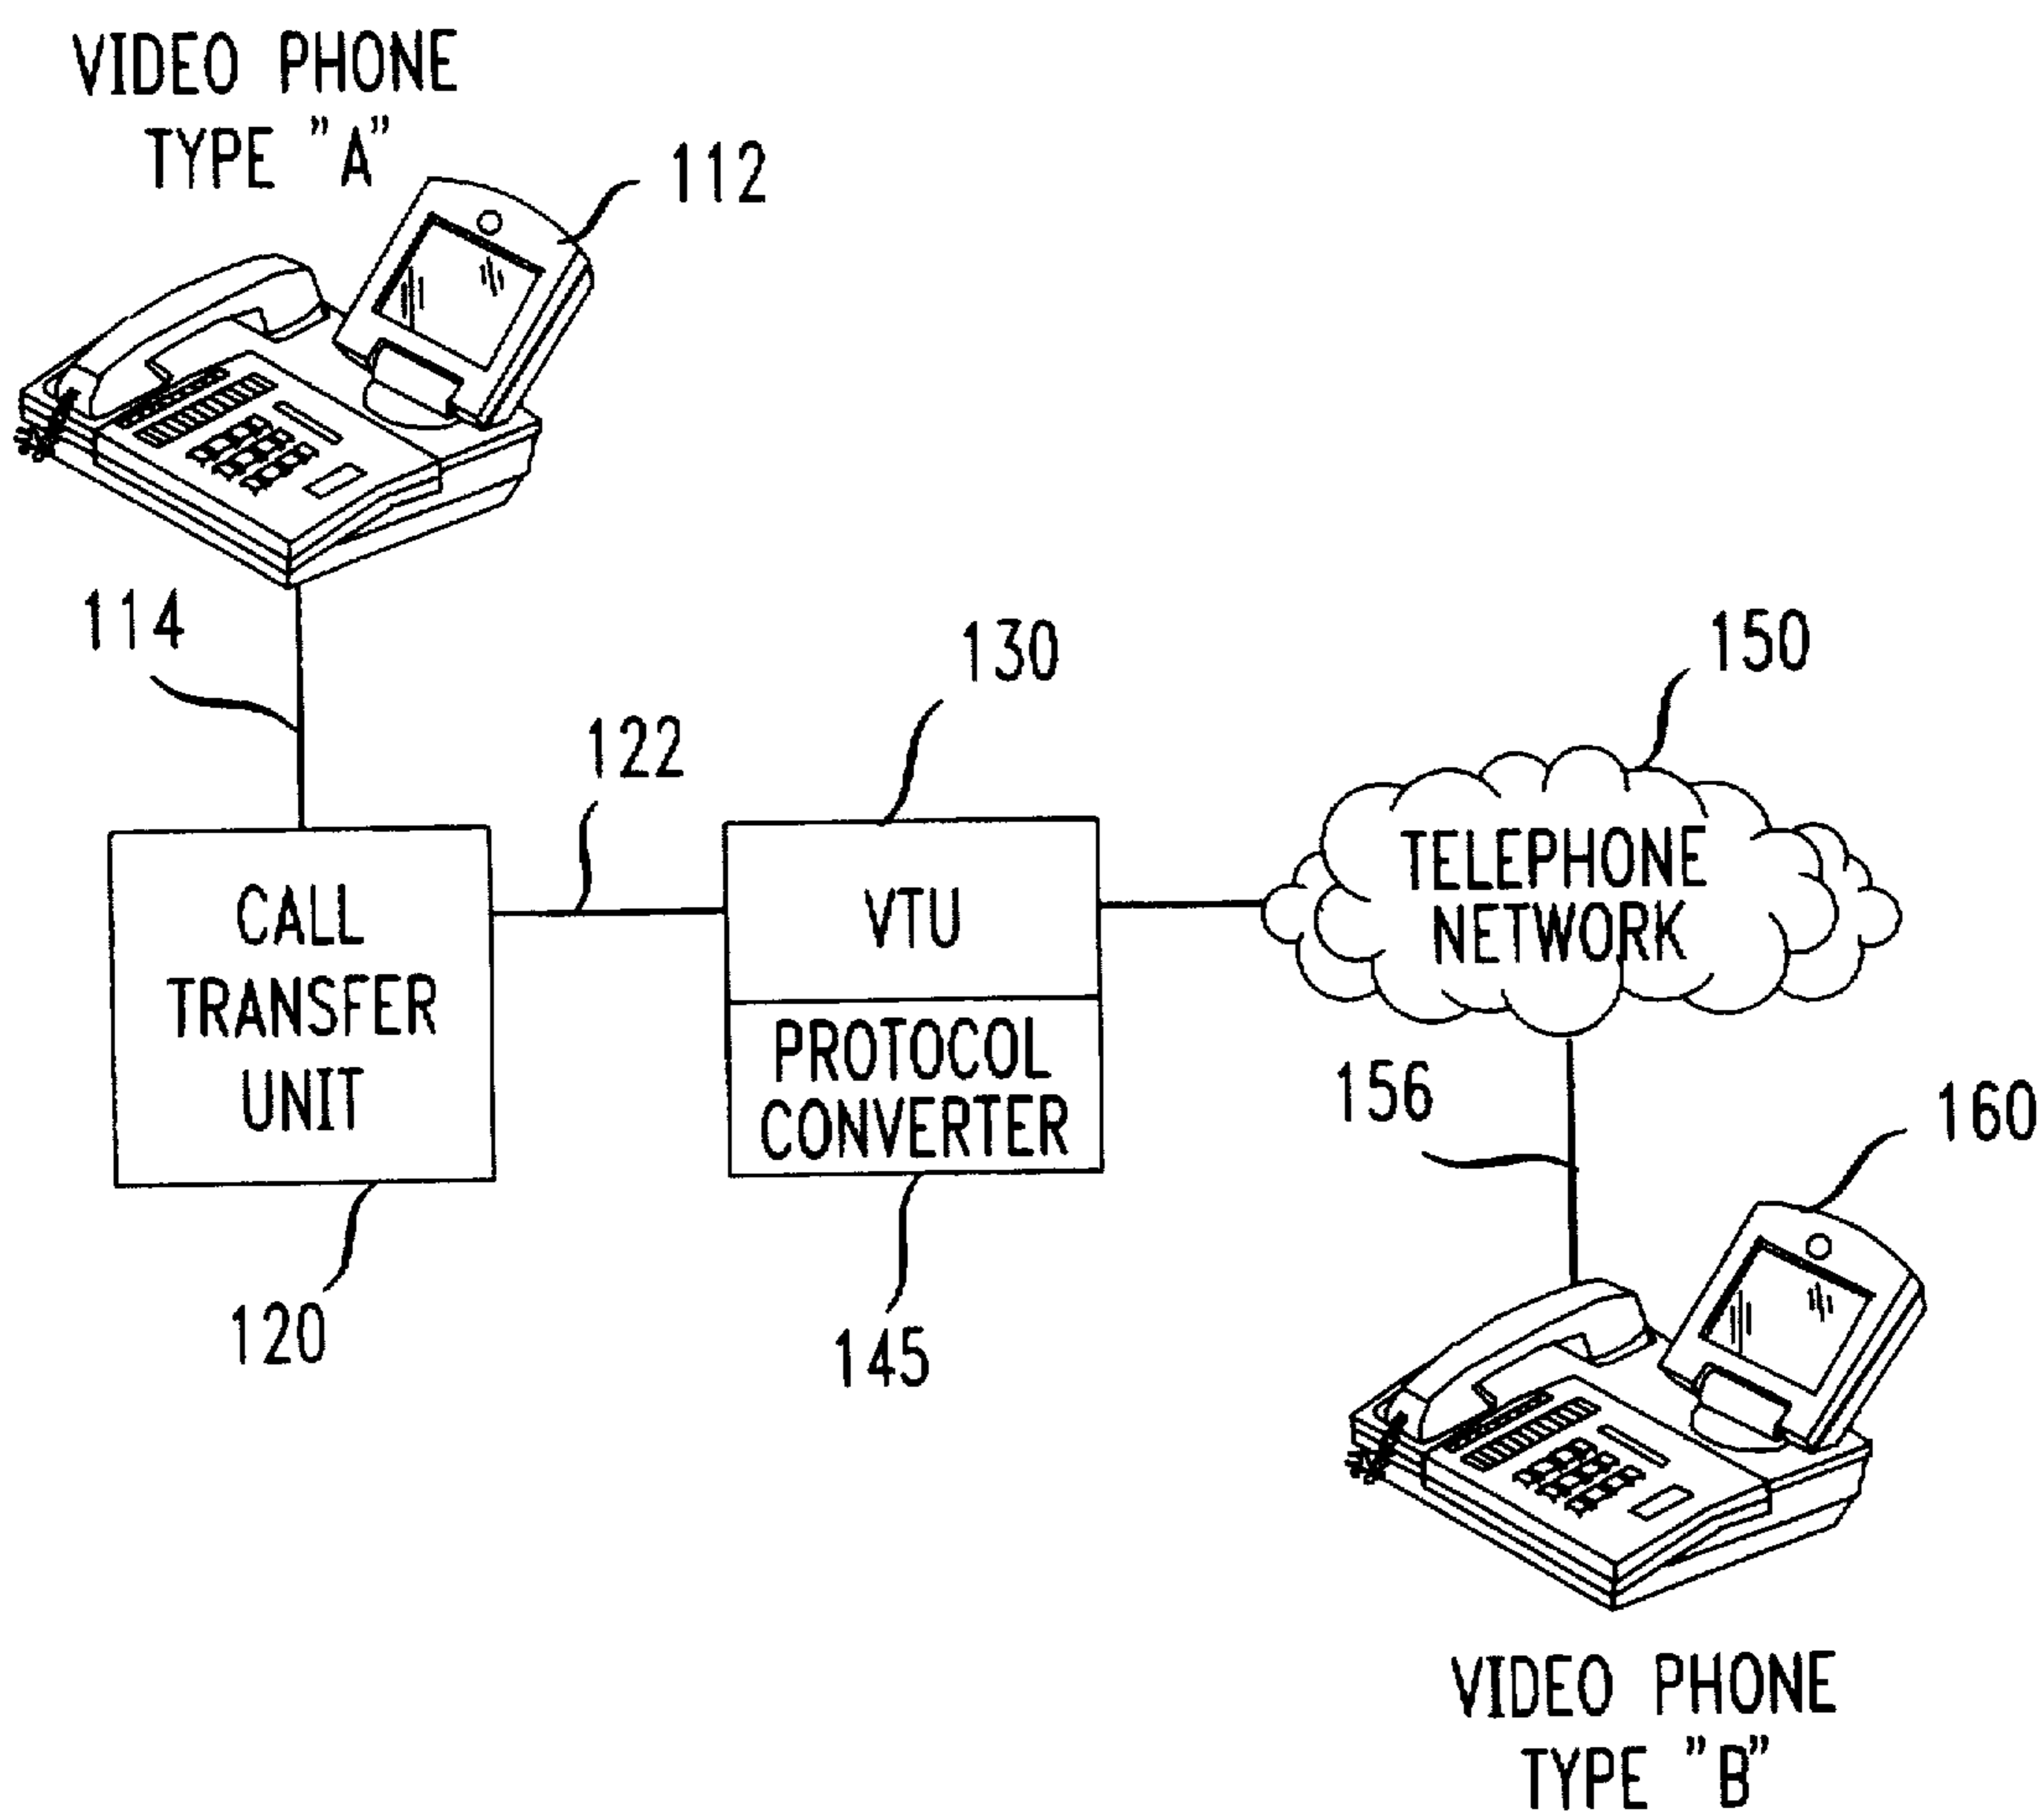 VIDEO PHONE
TYPE "A"
112
114
130
150
122
CALL
TRANSFER
UNIT
VTU
PROTOCOL
CONVERTER
TELEPHONE
NETWORK
156
160
120
145
VIDEO PHONE
TYPE "B"